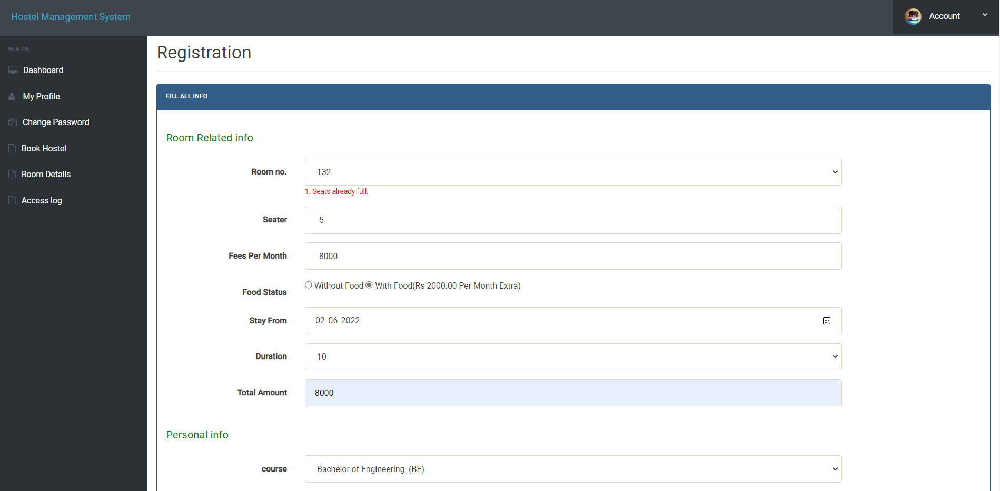 Hostel Management System
Account
MAIN
Dashboard
My Profile
Change Password
Book Hostel
Room Details
Access log
Registration
FILL ALL INFO
Room Related info
Room no.
132
1. Seats already full.
Seater
5
Fees Per Month
8000
Food Status
Without Food With Food(Rs 2000.00 Per Month Extra)
Stay From
02-06-2022
Duration
10
Total Amount
8000
Personal info
course
Bachelor of Engineering (BE)